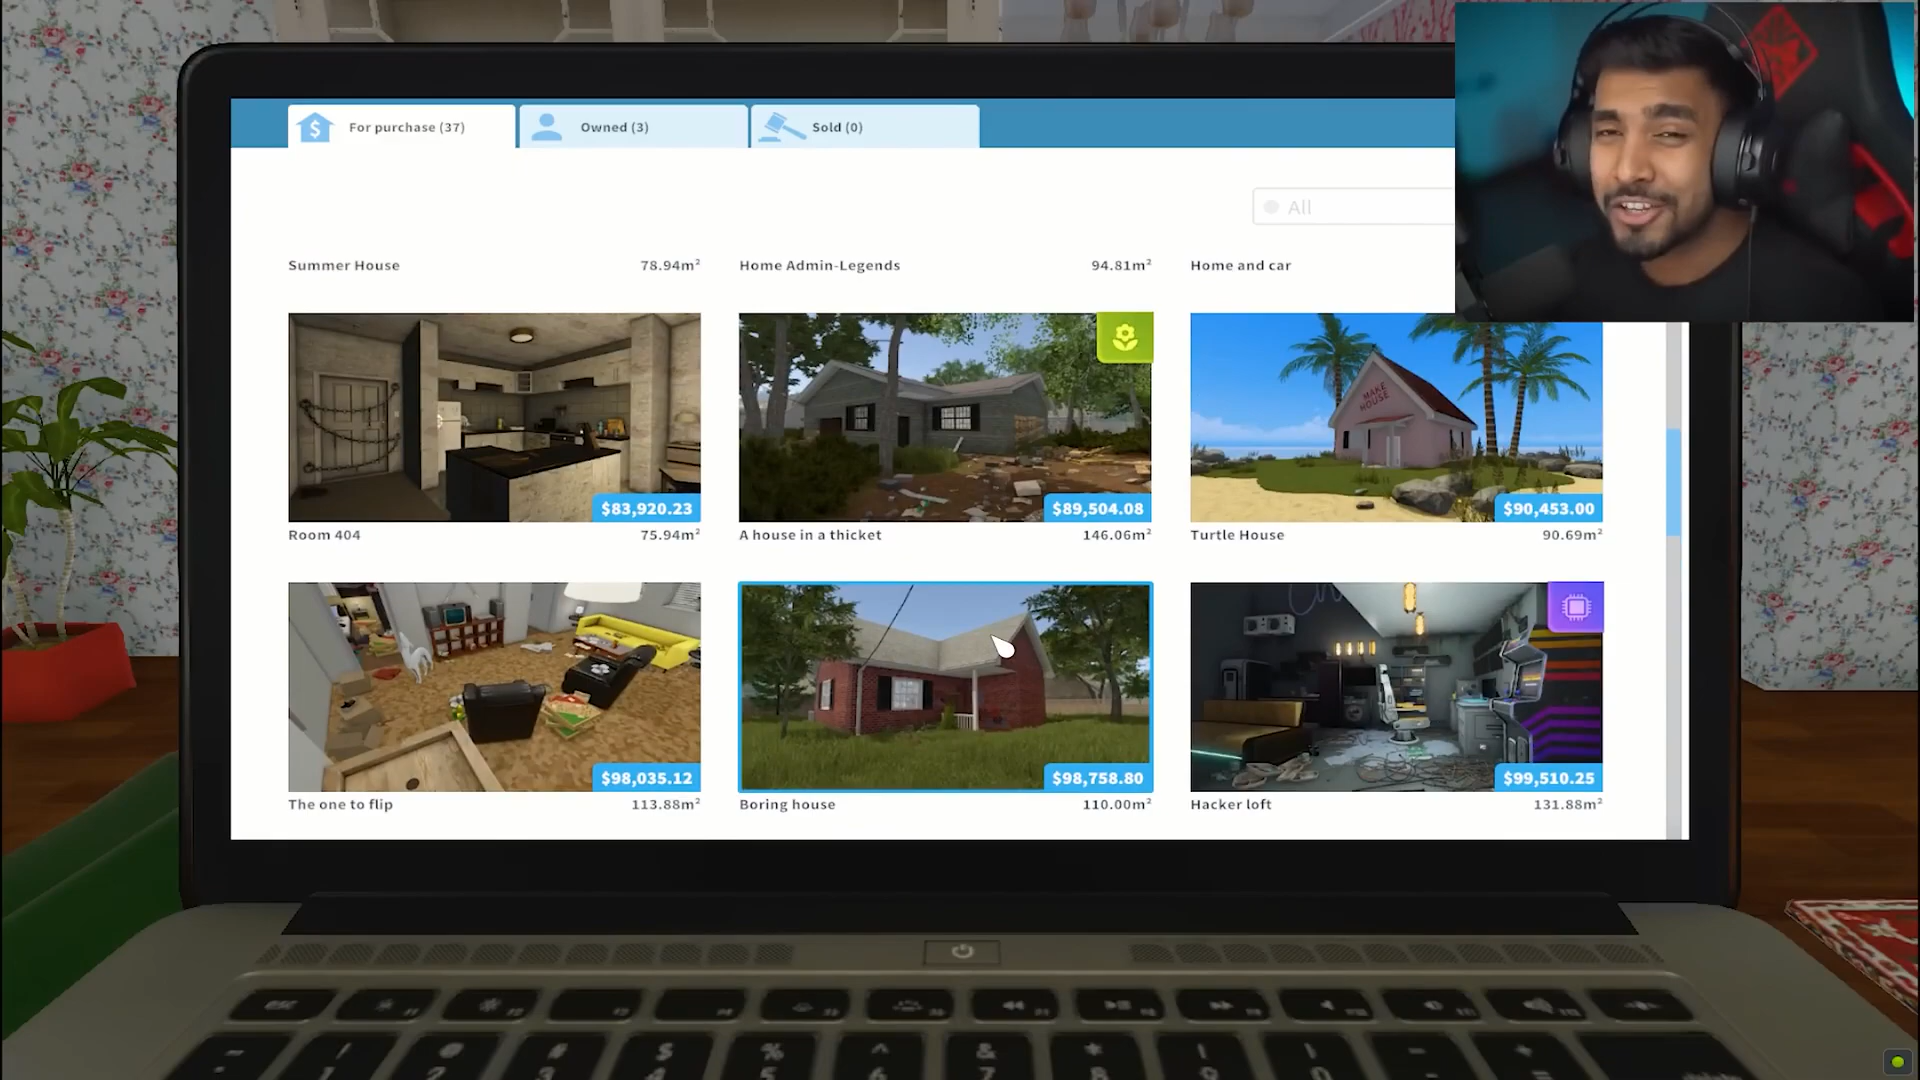 For purchase (37)
Owned (3)
Sold (0)
All
Summer House 78.94m²
Home Admin-Legends 94.81m²
Home and car
MAKE
HOUSE
$83,920.23
$89,504.08
$90,453.00
Room 404 75.94m²
A house in a thicket 146.06m²
Turtle House 90.69m²
$98,035.12
$98,758.80
$99,510.25
The one to flip 113.88m²
Boring house 110.00m²
Hacker loft 131.88m²
esc